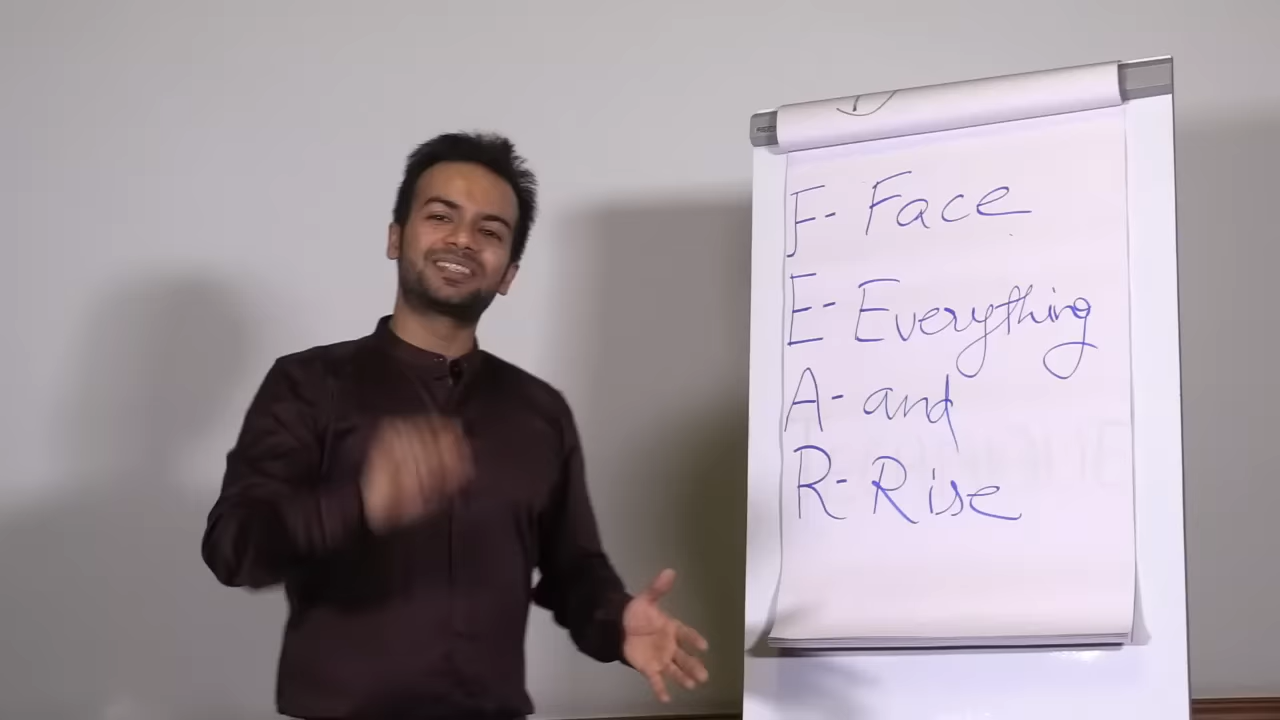 F- Face
E- Everything
A- and
R- Rise